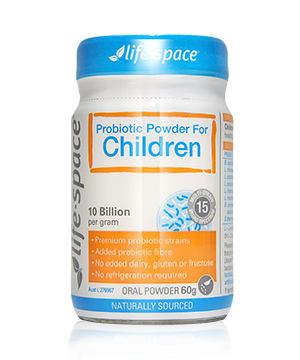 life space
Probiotic Powder For
Children
life space
10 Billion
per gram
15
• Premium probiotic strains
• Added prebiotic fibre
• No added dairy, gluten or fructose
• No refrigeration required
ORAL POWDER 60g
NATURALLY SOURCED